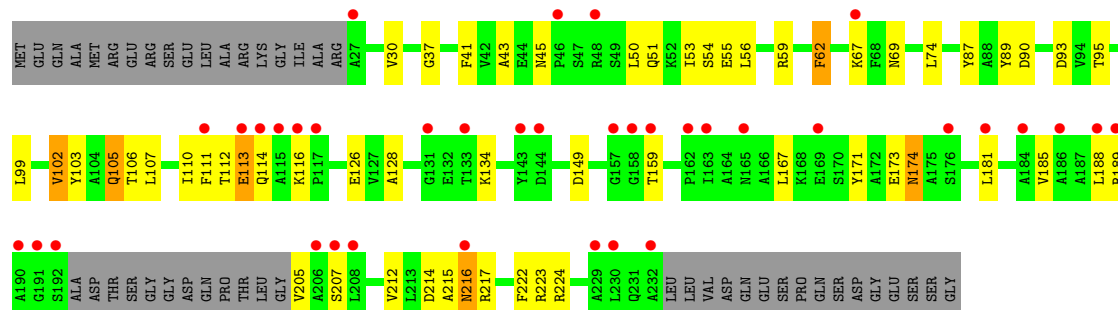 MET GLU GLN ALA MET ARG GLU ARG SER GLU LEU ALA ARG LYS GLY ILE ALA ARG A27 V30 G37 F41 V42 A43 E44 N45 P46 S47 R48 S49 L50 Q51 K52 I53 S54 E55 L56 R59 F62 K67 F68 N69 L74 Y87 A88 Y89 D90 D93 V94 T95
L99 V102 Y103 A104 Q105 T106 L107 I110 F111 T112 E113 Q114 A115 K116 P117 E126 V127 A128 G131 E132 T133 K134 Y143 D144 D149 G157 G158 T159 P162 I163 A164 N165 A166 L167 K168 E169 S170 Y171 A172 E173 N174 A175 S176 L181 A184 V185 A186 A187 L188 R189
A190 G191 S192 ALA ASP THR SER GLY GLY ASP GLN PRO THR LEU GLY V205 A206 S207 L208 V212 L213 D214 A215 N216 R217 F222 R223 R224 A229 L230 Q231 A232 LEU LEU VAL ASP GLN GLU SER PRO GLN SER ASP GLY GLU SER SER GLY